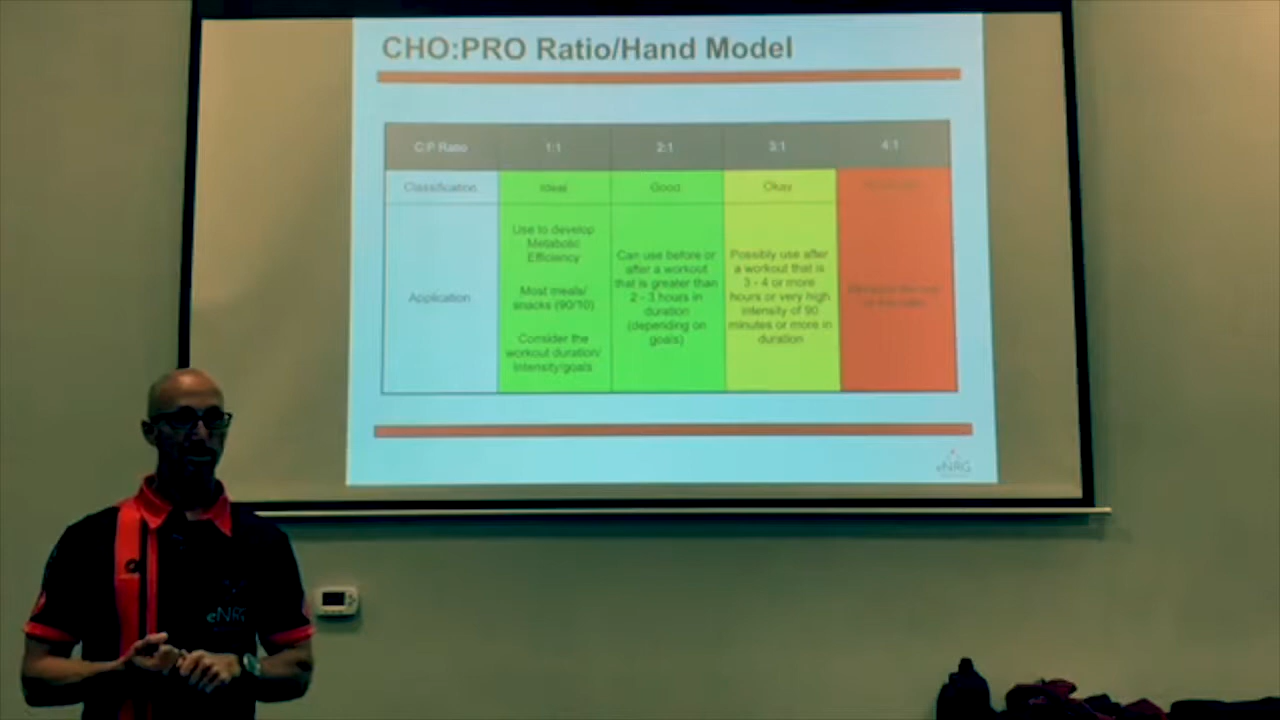 CHO:PRO Ratio/Hand Model
C:P Ratio
1:1
2:1
3:1
4:1
Classification
Ideal
Good
Okay
Application
Use to develop
Metabolic
Efficiency
Most meals/
snacks (90/10)
Consider the
workout duration/
intensity/goals
Can use before or
after a workout
that is greater than
2 - 3 hours in
duration
(depending on
goals)
Possibly use after
a workout that is
3 - 4 or more
hours or very high
intensity of 90
minutes or more in
duration
eNRG
eNRG